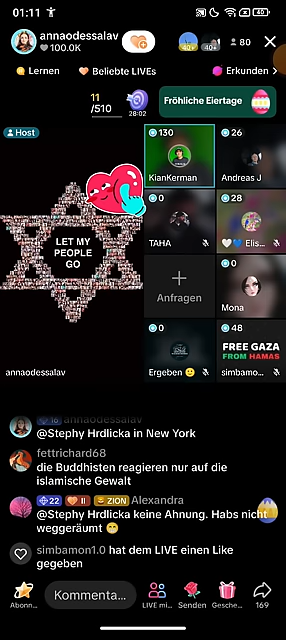 01:11
40
annaodessalav
100.0K
40+
40+
80
Lernen
Beliebte LIVEs
Erkunden
11
/510
28:02
Fröhliche Eiertage
Host
LET MY
PEOPLE
GO
annaodessalav
130
KianKerman
26
Andreas J
0
TAHA
28
Elis...
Anfragen
0
Mona
0
Ergeben
48
FREE GAZA
FROM HAMAS
simbamo...
annaodessalav
@Stephy Hrdlicka in New York
fettrichard68
die Buddhisten reagieren nur auf die
islamische Gewalt
22 II ZION Alexandra
@Stephy Hrdlicka keine Ahnung. Habs nicht
weggeräumt
simbamon1.0 hat dem LIVE einen Like
gegeben
Abonn...
Kommenta...
LIVE mi...
Senden
Gesche...
169